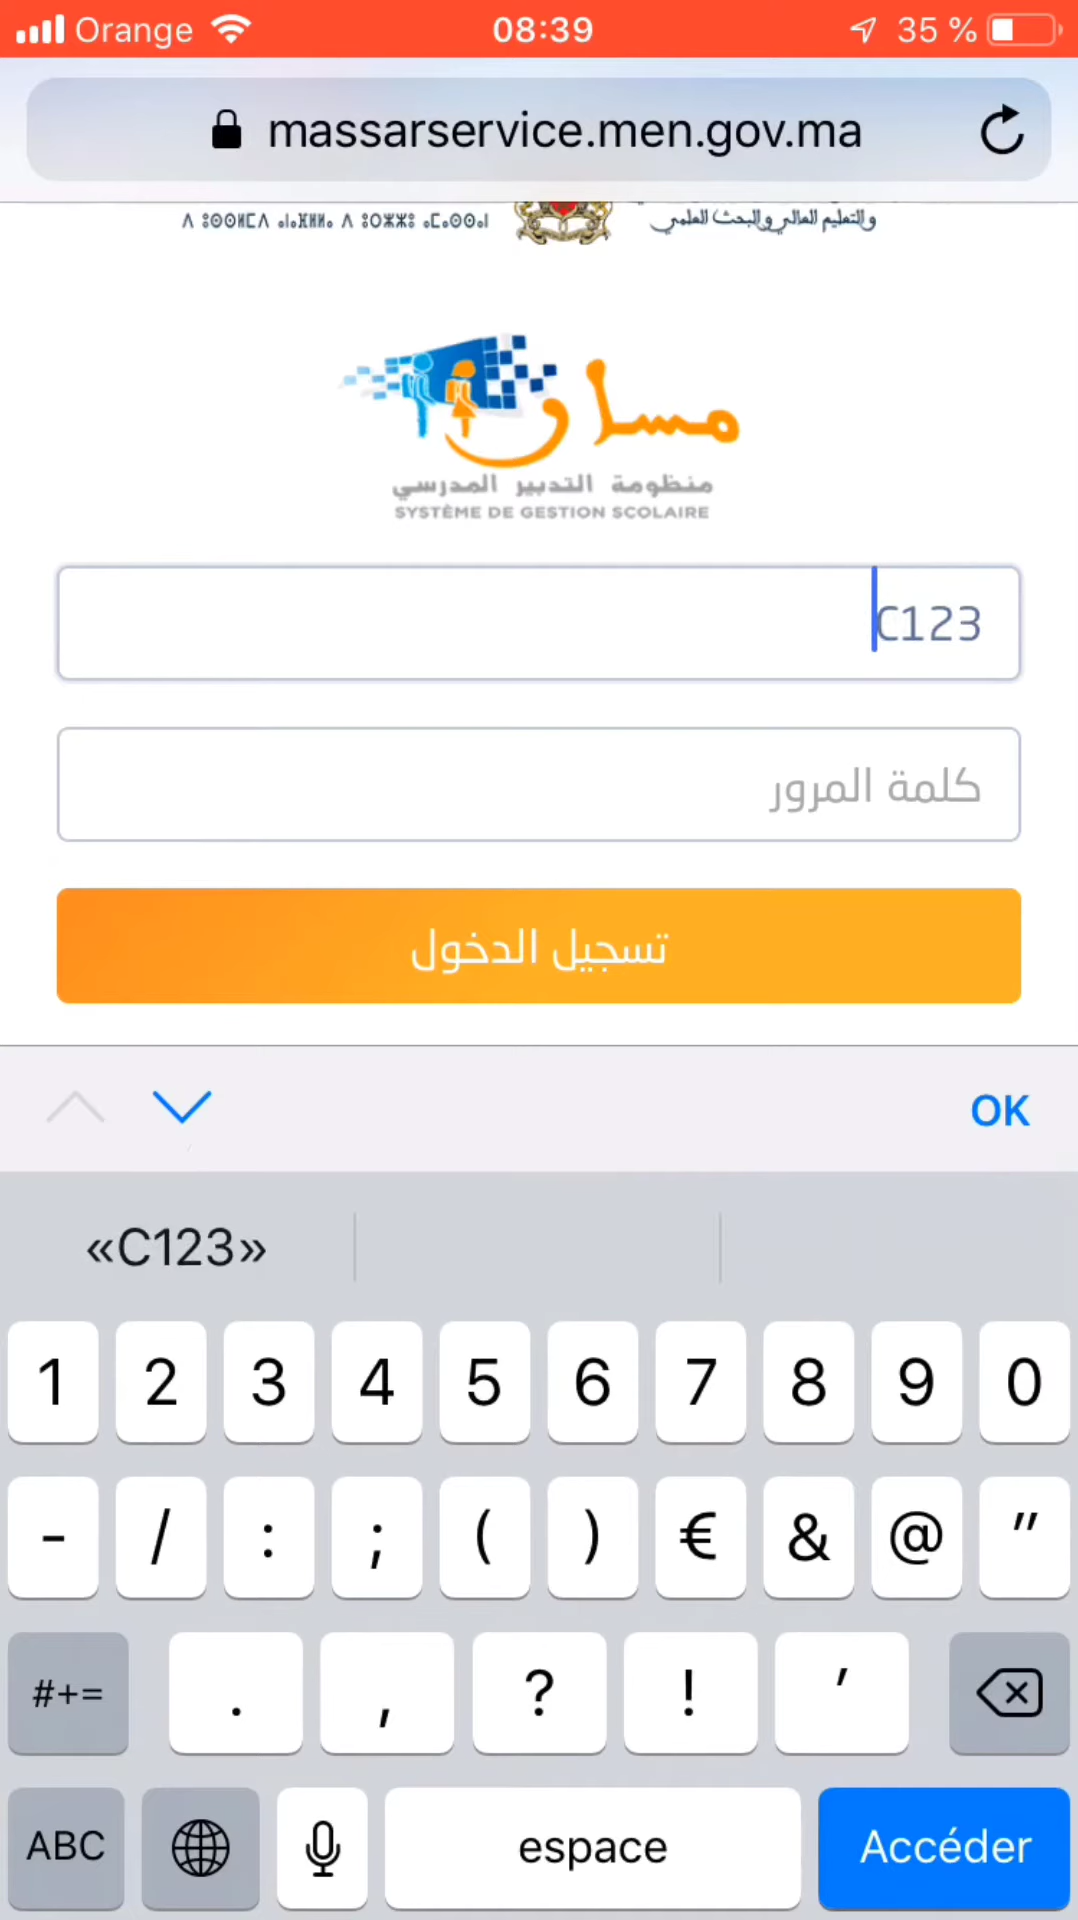 Orange 08:39 35 %
massarservice.men.gov.ma
والتعليم العالي والبحث العلمي
مسار
منظومة التدبير المدرسي
SYSTÈME DE GESTION SCOLAIRE
C123
كلمة المرور
تسجيل الدخول
OK
«C123»
1 2 3 4 5 6 7 8 9 0
- / : ; ( ) € & @ "
#+= . , ? ! ’
ABC espace Accéder